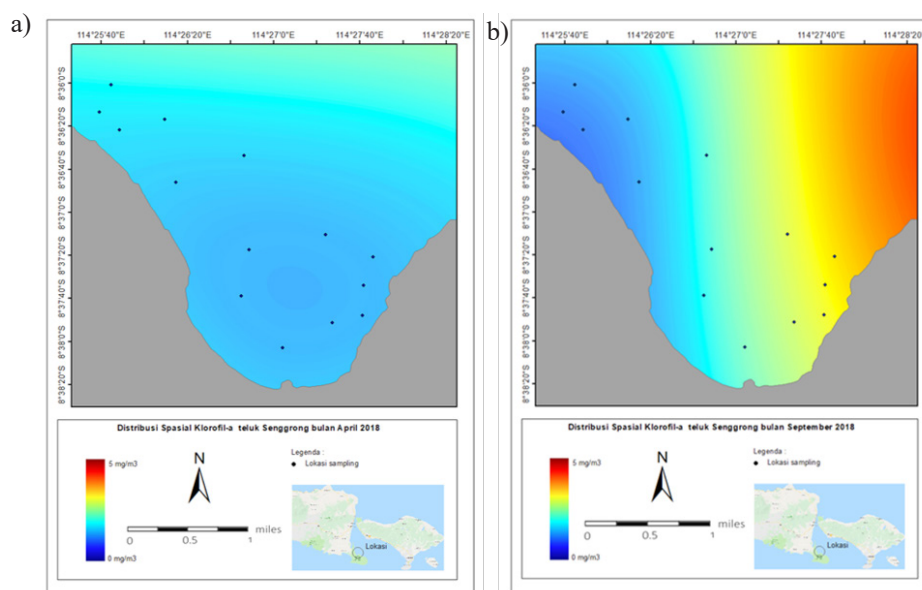 a)
114°25'40"E 114°26'20"E 114°27'0"E 114°27'40"E 114°28'20"E
8°36'0"S
8°36'20"S
8°36'40"S
8°37'0"S
8°37'20"S
8°37'40"S
8°38'0"S
8°38'20"S
Distribusi Spasial Klorofil-a teluk Senggrong bulan April 2018
5 mg/m3
0 mg/m3
N
0 0.5 1 miles
Legenda :
Lokasi sampling
Lokasi
b)
114°25'40"E 114°26'20"E 114°27'0"E 114°27'40"E 114°28'20
8°36'0"S
8°36'20"S
8°36'40"S
8°37'0"S
8°37'20"S
8°37'40"S
8°38'0"S
8°38'20"S
Distribusi Spasial Klorofil-a teluk Senggrong bulan September 2018
5 mg/m3
0 mg/m3
N
0 0.5 1 miles
Legenda :
Lokasi sampling
Lokasi